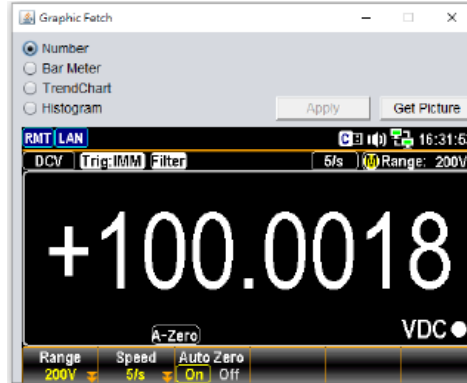 Graphic Fetch
Number
Bar Meter
TrendChart
Histogram
Apply Get Picture
RMT LAN C 16:31:53
DCV Trig:IMM Filter 5/s M Range: 200V
+100.0018
A-Zero VDC
Range Speed Auto Zero
200V 5/s On Off